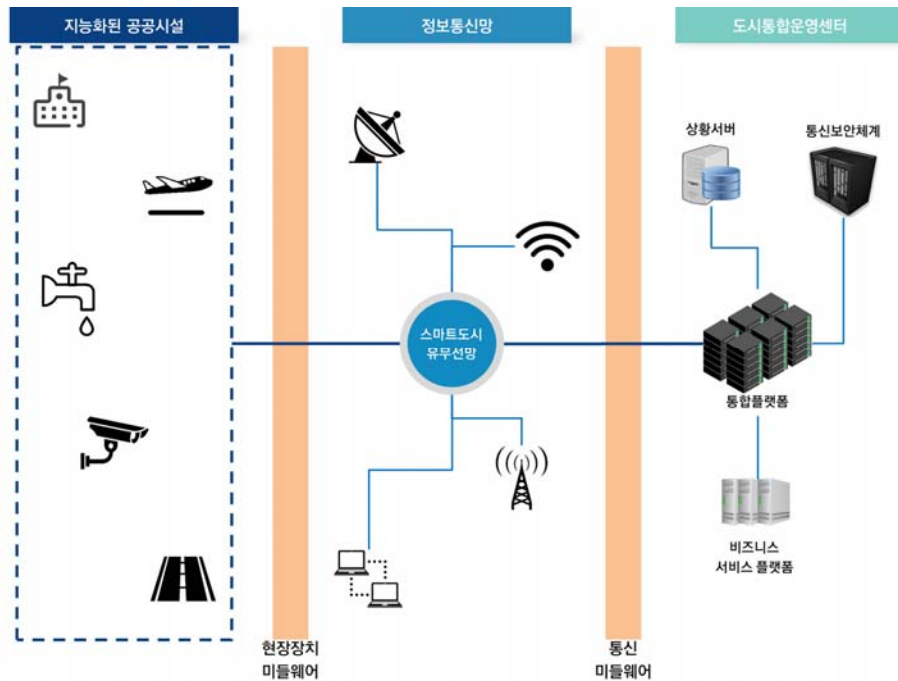 지능화된 공공시설
정보통신망
도시통합운영센터
상황서버
통신보안체계
스마트도시
유무선망
통합플랫폼
비즈니스
서비스 플랫폼
현장장치
미들웨어
통신
미들웨어